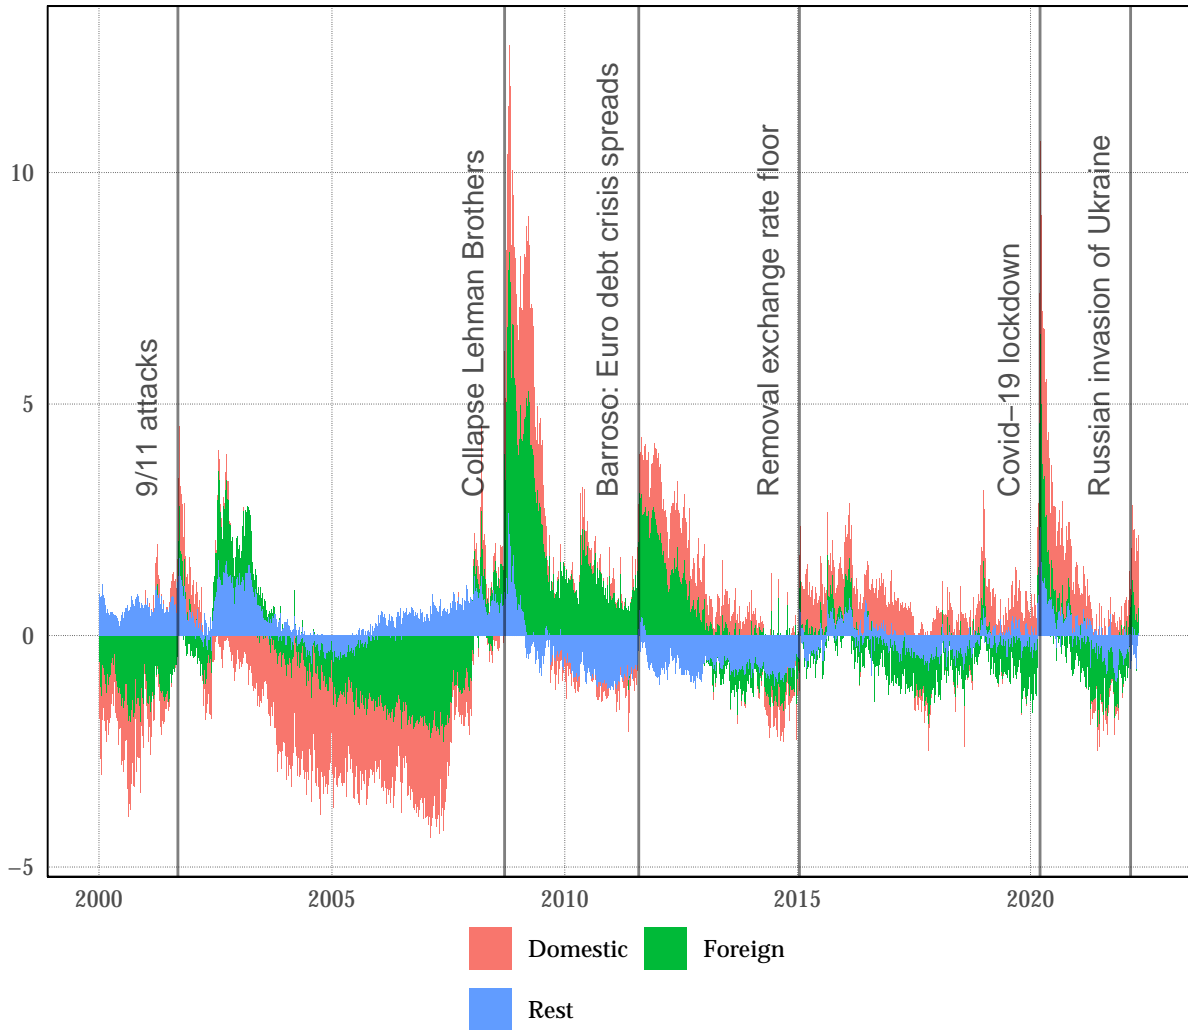 10
5
0
−5
9/11 attacks
Collapse Lehman Brothers
Barroso: Euro debt crisis spreads
Removal exchange rate floor
Covid−19 lockdown
Russian invasion of Ukraine
2000 2005 2010 2015 2020
Domestic Foreign
Rest